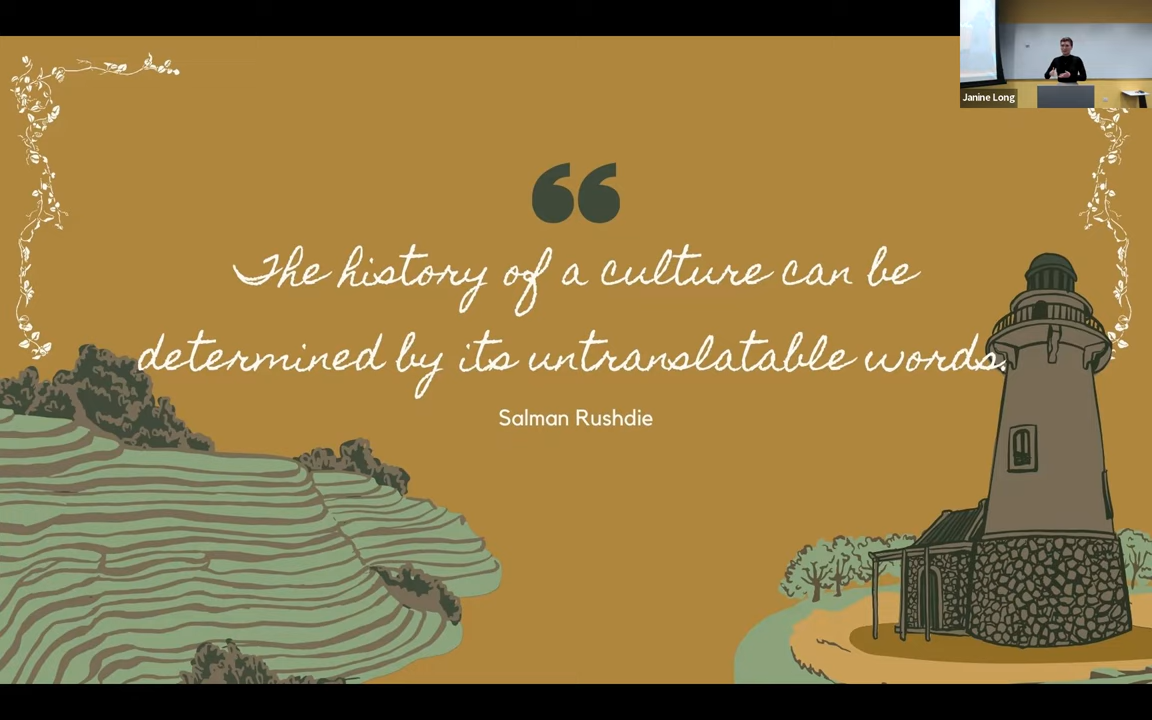 “
The history of a culture can be
determined by its untranslatable words.
Salman Rushdie
Janine Long